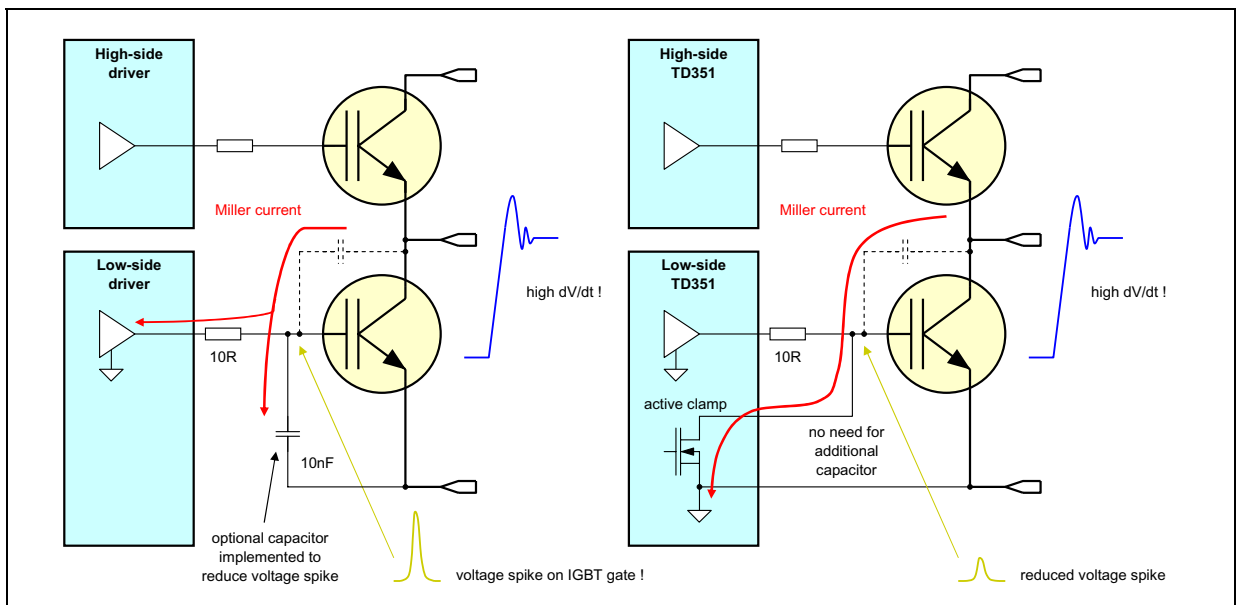 High-side
driver
Miller current
Low-side
driver
high dV/dt !
10R
10nF
optional capacitor
implemented to
reduce voltage spike
voltage spike on IGBT gate !
High-side
TD351
Miller current
Low-side
TD351
high dV/dt !
10R
active clamp
no need for
additional
capacitor
reduced voltage spike